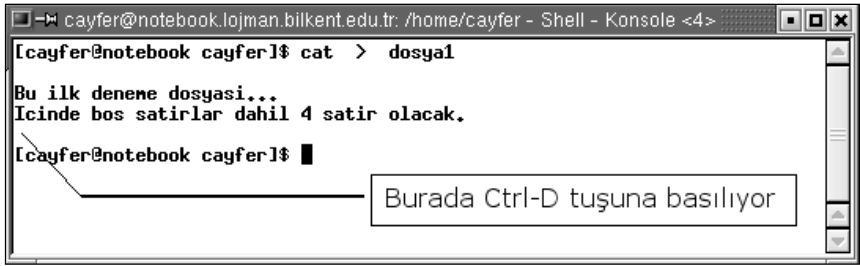 cayfer@notebook.lojman.bilkent.edu.tr: /home/cayfer - Shell - Konsole <4>
[cayfer@notebook cayfer]$ cat > dosya1
Bu ilk deneme dosyasi...
Icinde bos satirlar dahil 4 satir olacak.
[cayfer@notebook cayfer]$
Burada Ctrl-D tuşuna basılıyor